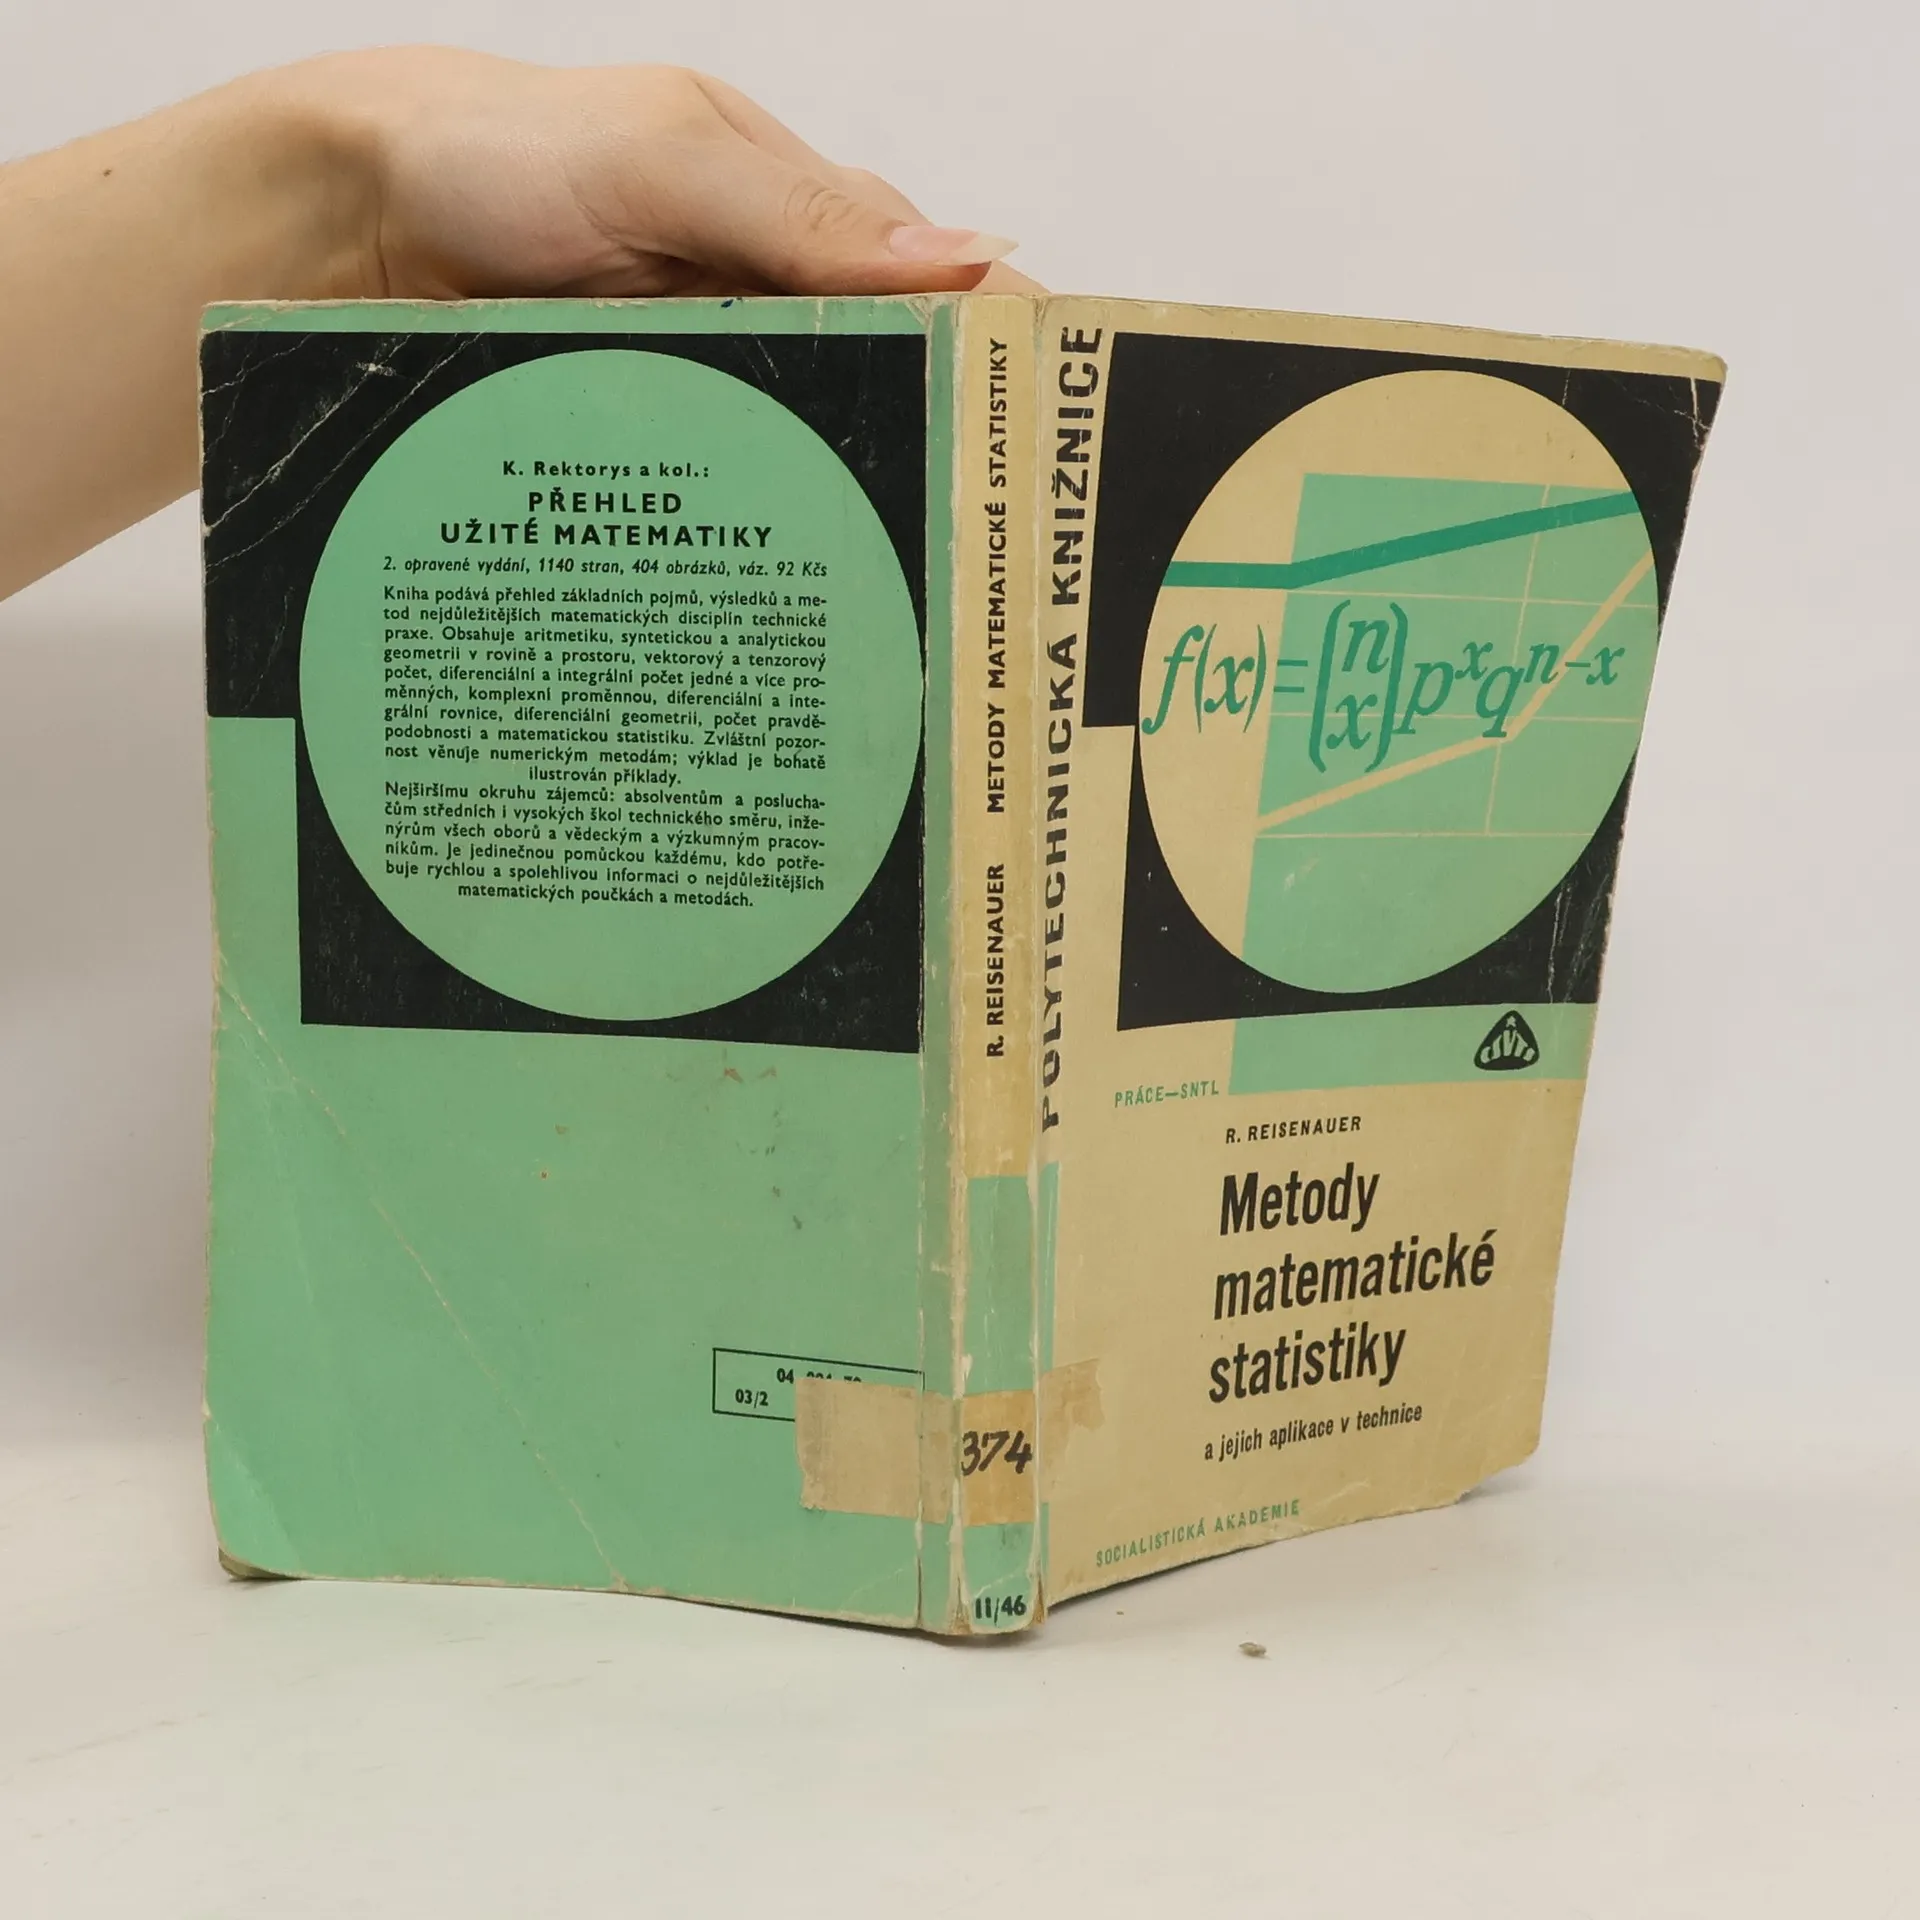 K. Rektorys a kol.:
PŘEHLED
UŽITÉ MATEMATIKY
2. opravené vydání, 1140 stran, 404 obrázků, váz. 92 Kčs
Kniha podává přehled základních pojmů, výsledků a me-
tod nejdůležitějších matematických disciplín technické
praxe. Obsahuje aritmetiku, syntetickou a analytickou
geometrii v rovině a prostoru, vektorový a tenzorový
počet, diferenciální a integrální počet jedné a více pro-
měnných, komplexní proměnnou, diferenciální a inte-
grální rovnice, diferenciální geometrii, počet pravdě-
podobnosti a matematickou statistiku. Zvláštní pozor-
nost věnuje numerickým metodám; výklad je bohatě
ilustrován příklady.
Nejširšímu okruhu zájemců: absolventům a poslucha-
čům středních i vysokých škol technického směru, inže-
nýrům všech oborů a vědeckým a výzkumným pracov-
níkům. Je jedinečnou pomůckou každému, kdo potře-
buje rychlou a spolehlivou informaci o nejdůležitějších
matematických poučkách a metodách.
04
03/2
R. REISENAUER METODY MATEMATICKÉ STATISTIKY
374
11/46
POLYTECHNICKÁ KNIŽNICE
f(x)=(n x)p^x q^n-x
ČSVTS
PRÁCE—SNTL
R. REISENAUER
Metody
matematické
statistiky
a jejich aplikace v technice
SOCIALISTICKÁ AKADEMIE